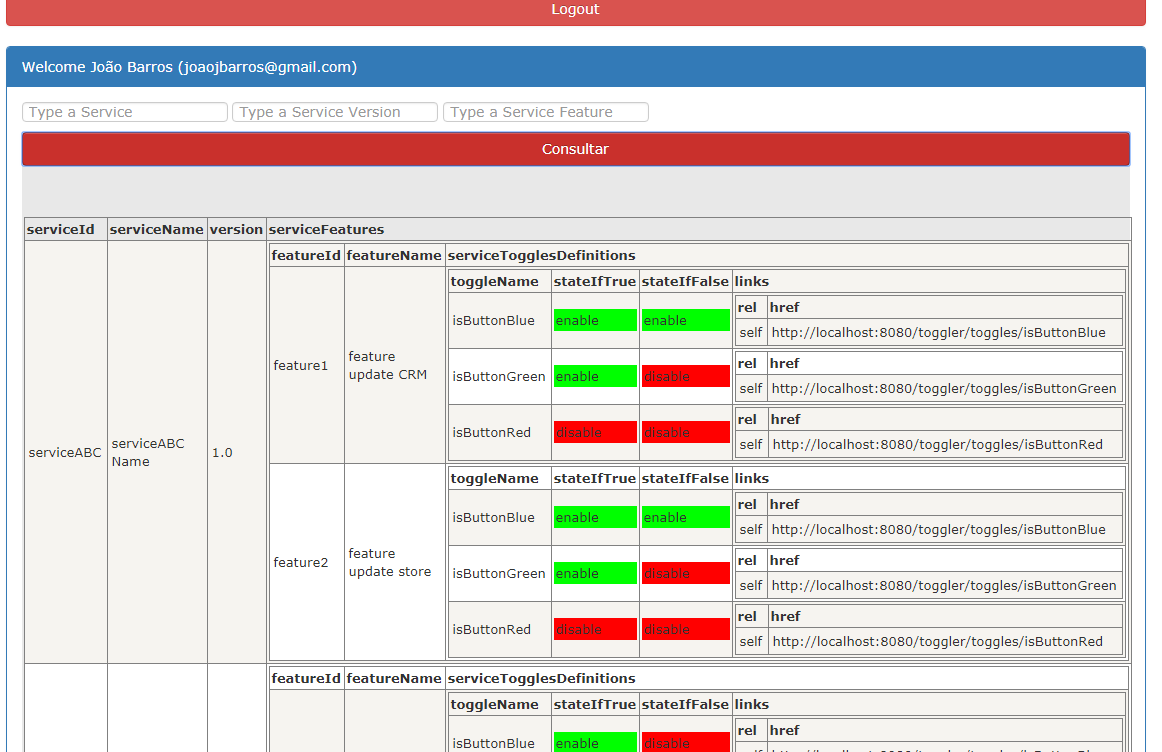 Logout
Welcome João Barros (joaojbarros@gmail.com)
Type a Service Type a Service Version Type a Service Feature
Consultar
serviceId serviceName version serviceFeatures
featureId featureName serviceTogglesDefinitions
toggleName stateIfTrue stateIfFalse links
rel href
isButtonBlue enable enable
self http://localhost:8080/toggler/toggles/isButtonBlue
feature1 feature update CRM
rel href
isButtonGreen enable disable
self http://localhost:8080/toggler/toggles/isButtonGreen
rel href
isButtonRed disable disable
self http://localhost:8080/toggler/toggles/isButtonRed
serviceABC serviceABC Name 1.0
toggleName stateIfTrue stateIfFalse links
rel href
isButtonBlue enable enable
self http://localhost:8080/toggler/toggles/isButtonBlue
feature2 feature update store
rel href
isButtonGreen enable disable
self http://localhost:8080/toggler/toggles/isButtonGreen
rel href
isButtonRed disable disable
self http://localhost:8080/toggler/toggles/isButtonRed
featureId featureName serviceTogglesDefinitions
toggleName stateIfTrue stateIfFalse links
rel href
isButtonBlue enable disable